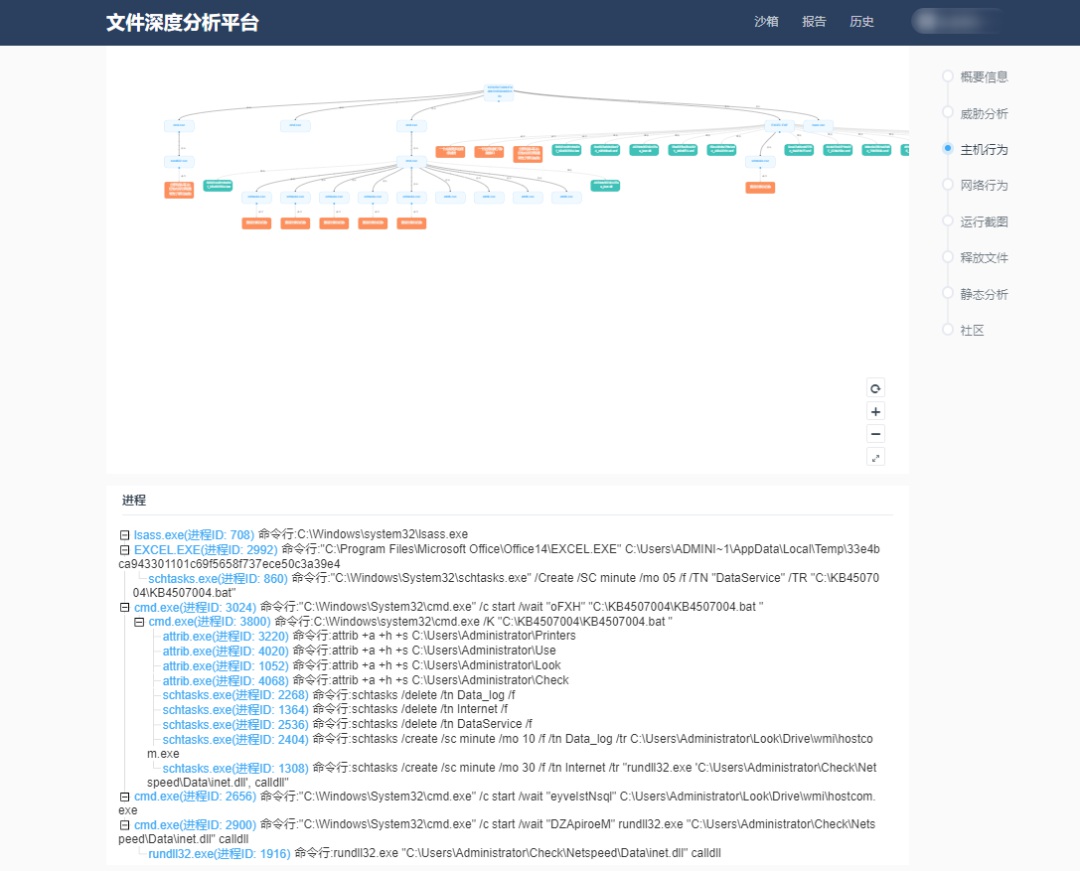 文件深度分析平台
沙箱
报告
历史
概要信息
威胁分析
主机行为
网络行为
运行截图
释放文件
静态分析
社区
进程
lsass.exe(进程ID: 708) 命令行:C:\Windows\system32\lsass.exe
EXCEL.EXE(进程ID: 2992) 命令行:"C:\Program Files\Microsoft Office\Office14\EXCEL.EXE" C:\Users\ADMINI~1\AppData\Local\Temp\33e4b
ca943301101c69f5658f737ece50c3a39e4
schtasks.exe(进程ID: 860) 命令行:"C:\Windows\System32\schtasks.exe" /Create /SC minute /mo 05 /f /TN "DataService" /TR "C:\KB45070
04\KB4507004.bat"
cmd.exe(进程ID: 3024) 命令行:"C:\Windows\System32\cmd.exe" /c start /wait "oFXH" "C:\KB4507004\KB4507004.bat "
cmd.exe(进程ID: 3800) 命令行:C:\Windows\system32\cmd.exe /K "C:\KB4507004\KB4507004.bat "
attrib.exe(进程ID: 3220) 命令行:attrib +a +h +s C:\Users\Administrator\Printers
attrib.exe(进程ID: 4020) 命令行:attrib +a +h +s C:\Users\Administrator\Use
attrib.exe(进程ID: 1052) 命令行:attrib +a +h +s C:\Users\Administrator\Look
attrib.exe(进程ID: 4068) 命令行:attrib +a +h +s C:\Users\Administrator\Check
schtasks.exe(进程ID: 2268) 命令行:schtasks /delete /tn Data_log /f
schtasks.exe(进程ID: 1364) 命令行:schtasks /delete /tn Internet /f
schtasks.exe(进程ID: 2536) 命令行:schtasks /delete /tn DataService /f
schtasks.exe(进程ID: 2404) 命令行:schtasks /create /sc minute /mo 10 /f /tn Data_log /tr C:\Users\Administrator\Look\Drive\wmi\hostco
m.exe
schtasks.exe(进程ID: 1308) 命令行:schtasks /create /sc minute /mo 30 /f /tn Internet /tr "rundll32.exe 'C:\Users\Administrator\Check\Net
speed\Data\inet.dll', calldll"
cmd.exe(进程ID: 2656) 命令行:"C:\Windows\System32\cmd.exe" /c start /wait "eyvelstNsql" C:\Users\Administrator\Look\Drive\wmi\hostcom.
exe
cmd.exe(进程ID: 2900) 命令行:"C:\Windows\System32\cmd.exe" /c start /wait "DZApiroeM" rundll32.exe "C:\Users\Administrator\Check\Nets
peed\Data\inet.dll" calldll
rundll32.exe(进程ID: 1916) 命令行:rundll32.exe "C:\Users\Administrator\Check\Netspeed\Data\inet.dll" calldll